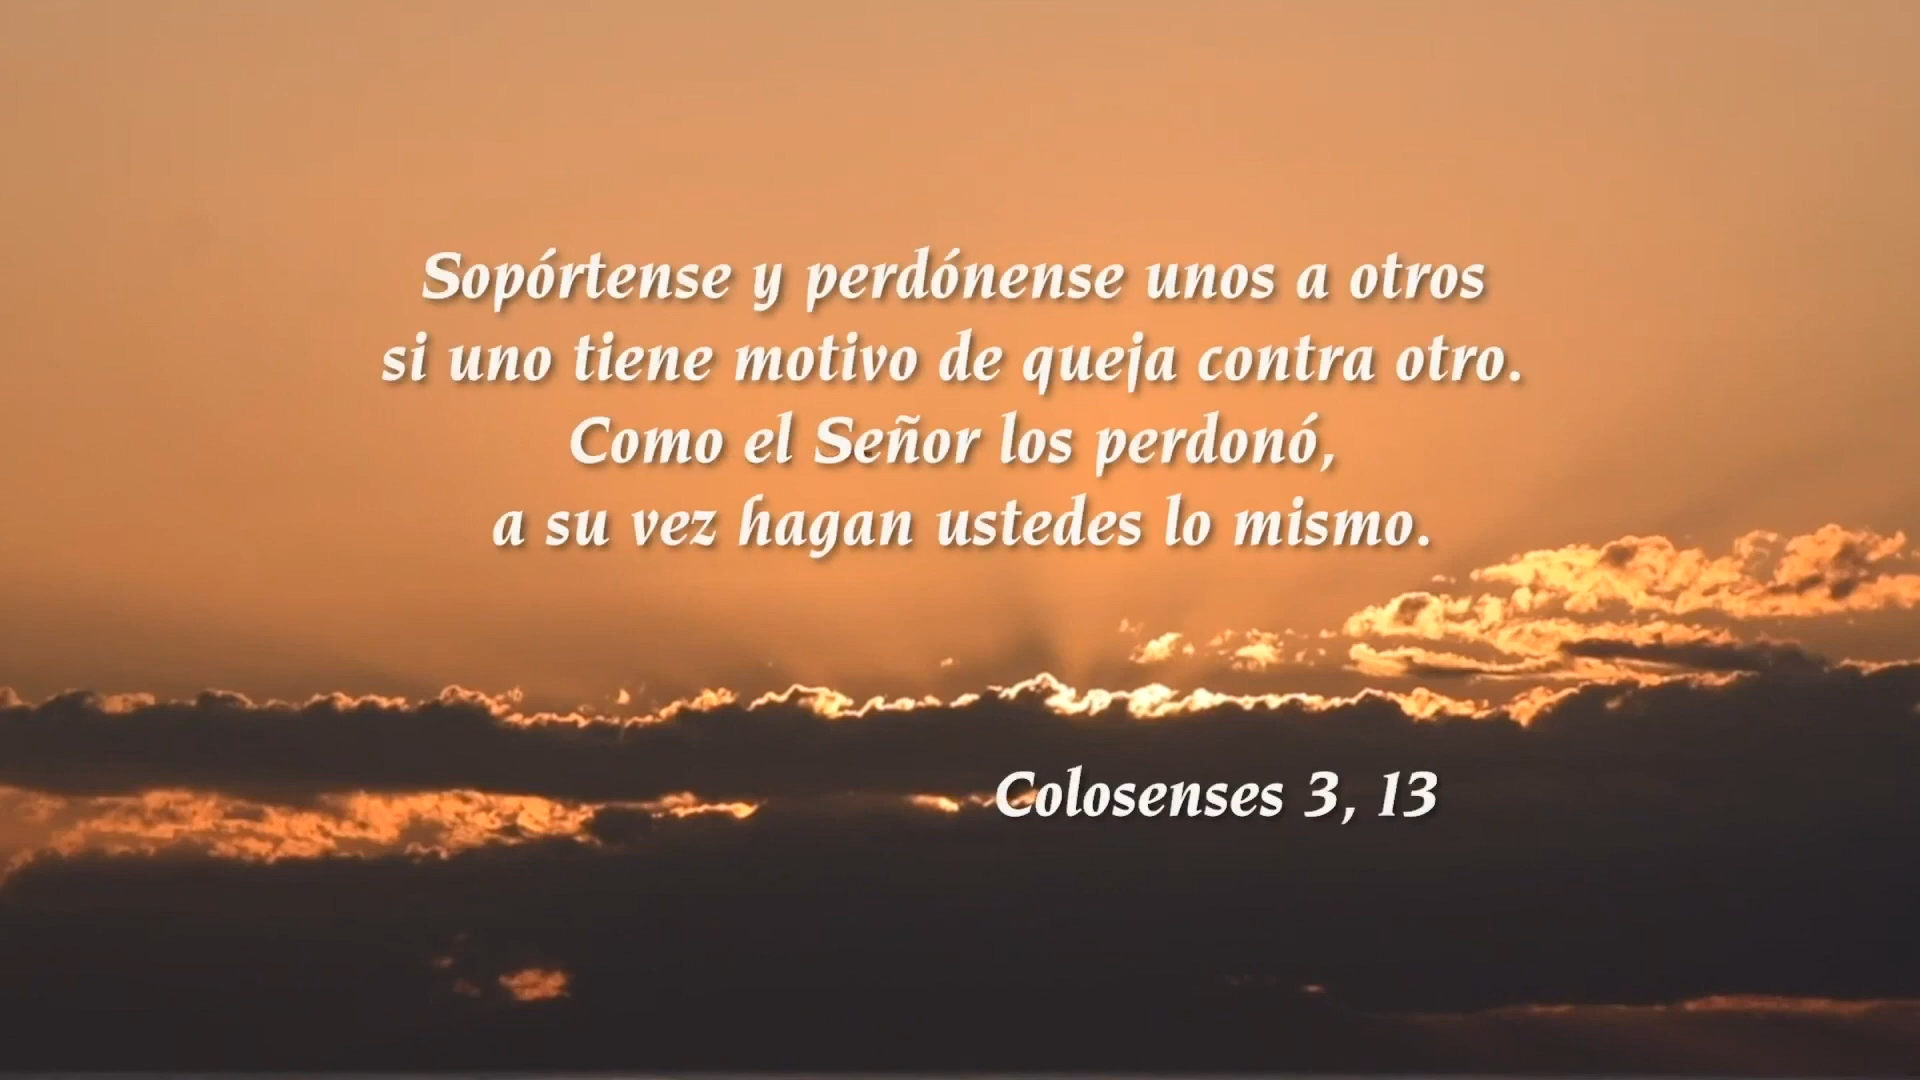 Sopórtense y perdónense unos a otros
si uno tiene motivo de queja contra otro.
Como el Señor los perdonó,
a su vez hagan ustedes lo mismo.
Colosenses 3, 13